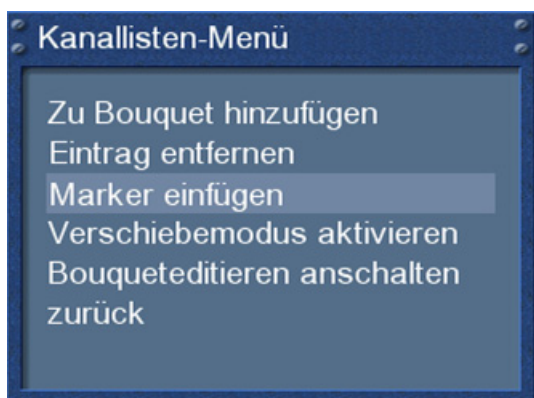 Kanallisten-Menü
Zu Bouquet hinzufügen
Eintrag entfernen
Marker einfügen
Verschiebemodus aktivieren
Bouqueteditieren anschalten
zurück